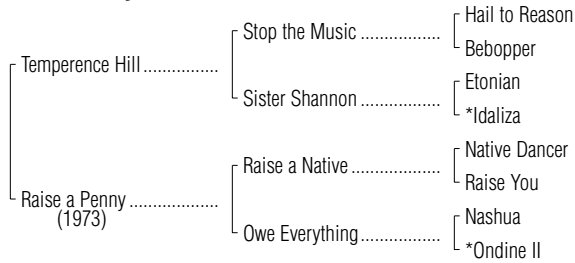 Hail to Reason
Stop the Music ..................
Bebopper
Temperence Hill ................
Etonian
Sister Shannon ..................
*Idaliza
Native Dancer
Raise a Native ....................
Raise You
Raise a Penny ...................
(1973)
Nashua
Owe Everything ..................
*Ondine II